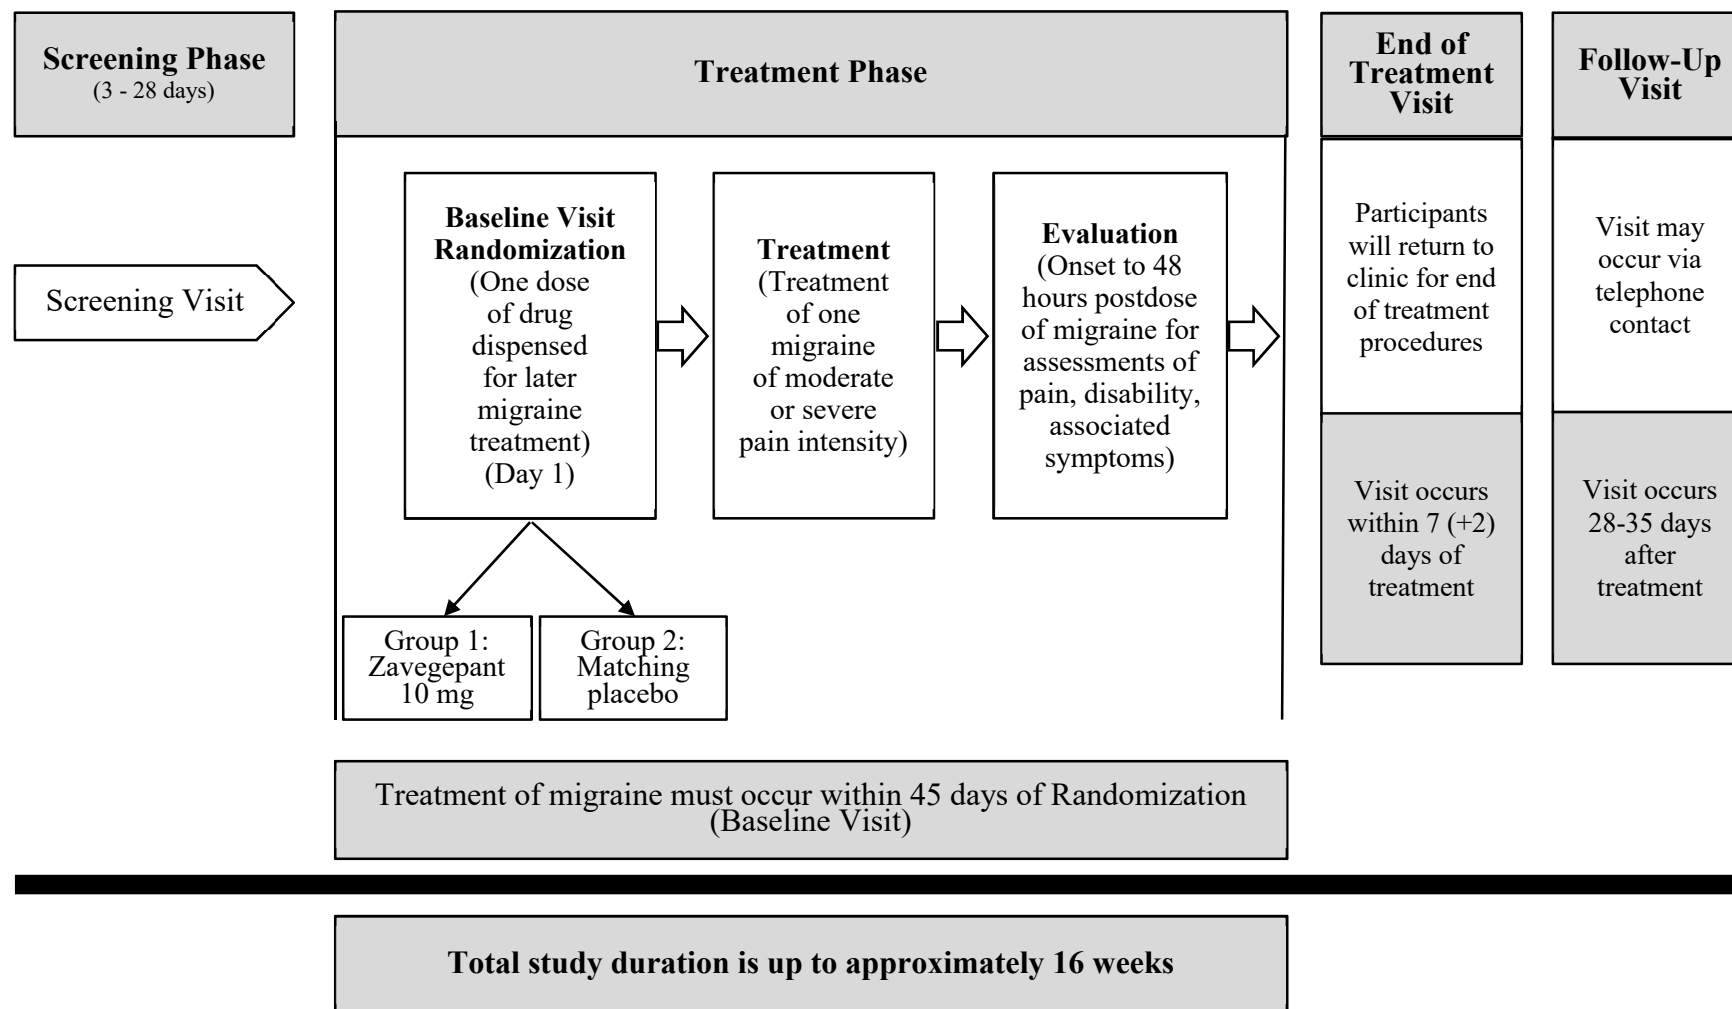 Screening Phase
(3 - 28 days)
Treatment Phase
End of
Treatment
Visit
Follow-Up
Visit
Screening Visit
Baseline Visit
Randomization
(One dose
of drug
dispensed
for later
migraine
treatment)
(Day 1)
Treatment
(Treatment
of one
migraine
of moderate
or severe
pain intensity)
Evaluation
(Onset to 48
hours postdose
of migraine for
assessments of
pain, disability,
associated
symptoms)
Participants
will return to
clinic for end
of treatment
procedures
Visit may
occur via
telephone
contact
Visit occurs
within 7 (+2)
days of
treatment
Visit occurs
28-35 days
after
treatment
Group 1:
Zavegepant
10 mg
Group 2:
Matching
placebo
Treatment of migraine must occur within 45 days of Randomization
(Baseline Visit)
Total study duration is up to approximately 16 weeks